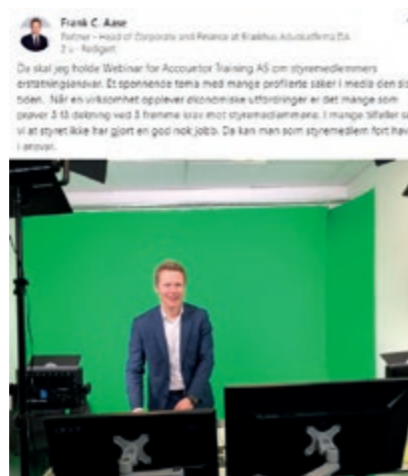 Frank C. Aase
Partner – Head of Corporate and Finance at Brækhus Advokatfirma DA
2 u · Redigert
Da skal jeg holde Webinar for Accountor Training AS om styremedlemmers
erstatningsansvar. Et spennende tema med mange profilerte saker i media den
tiden. Når en virksomhet opplever økonomiske utfordringer er det mange som
prøver å få dekning ved å fremme krav mot styremedlemmene. I mange tilfeller
vi at styret ikke har gjort en god nok jobb. Da kan man som styremedlem fort
i ansvar.